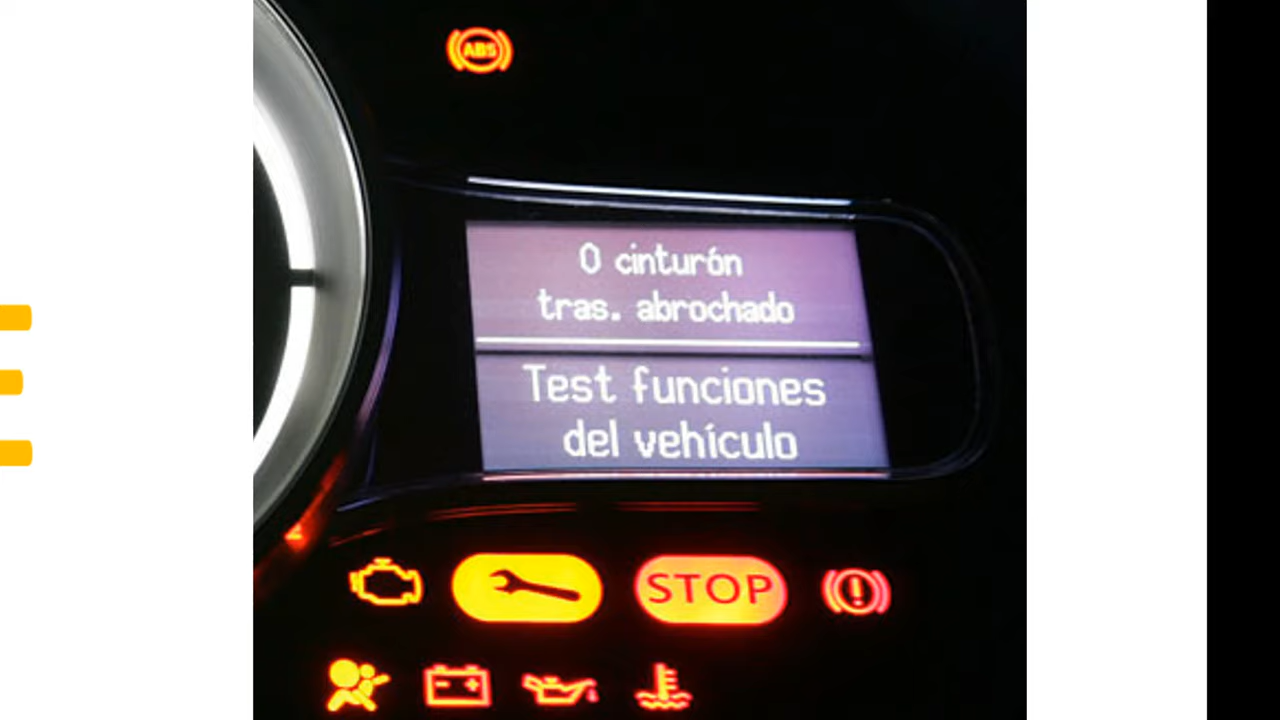 ABS
0 cinturón
tras. abrochado
Test funciones
del vehículo
STOP